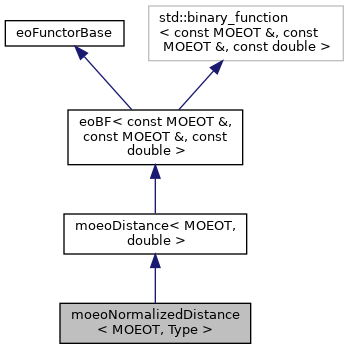 eoFunctorBase
std::binary_function
< const MOEOT &, const
MOEOT &, const double >
eoBF< const MOEOT &,
const MOEOT &, const
double >
moeoDistance< MOEOT,
double >
moeoNormalizedDistance
< MOEOT, Type >